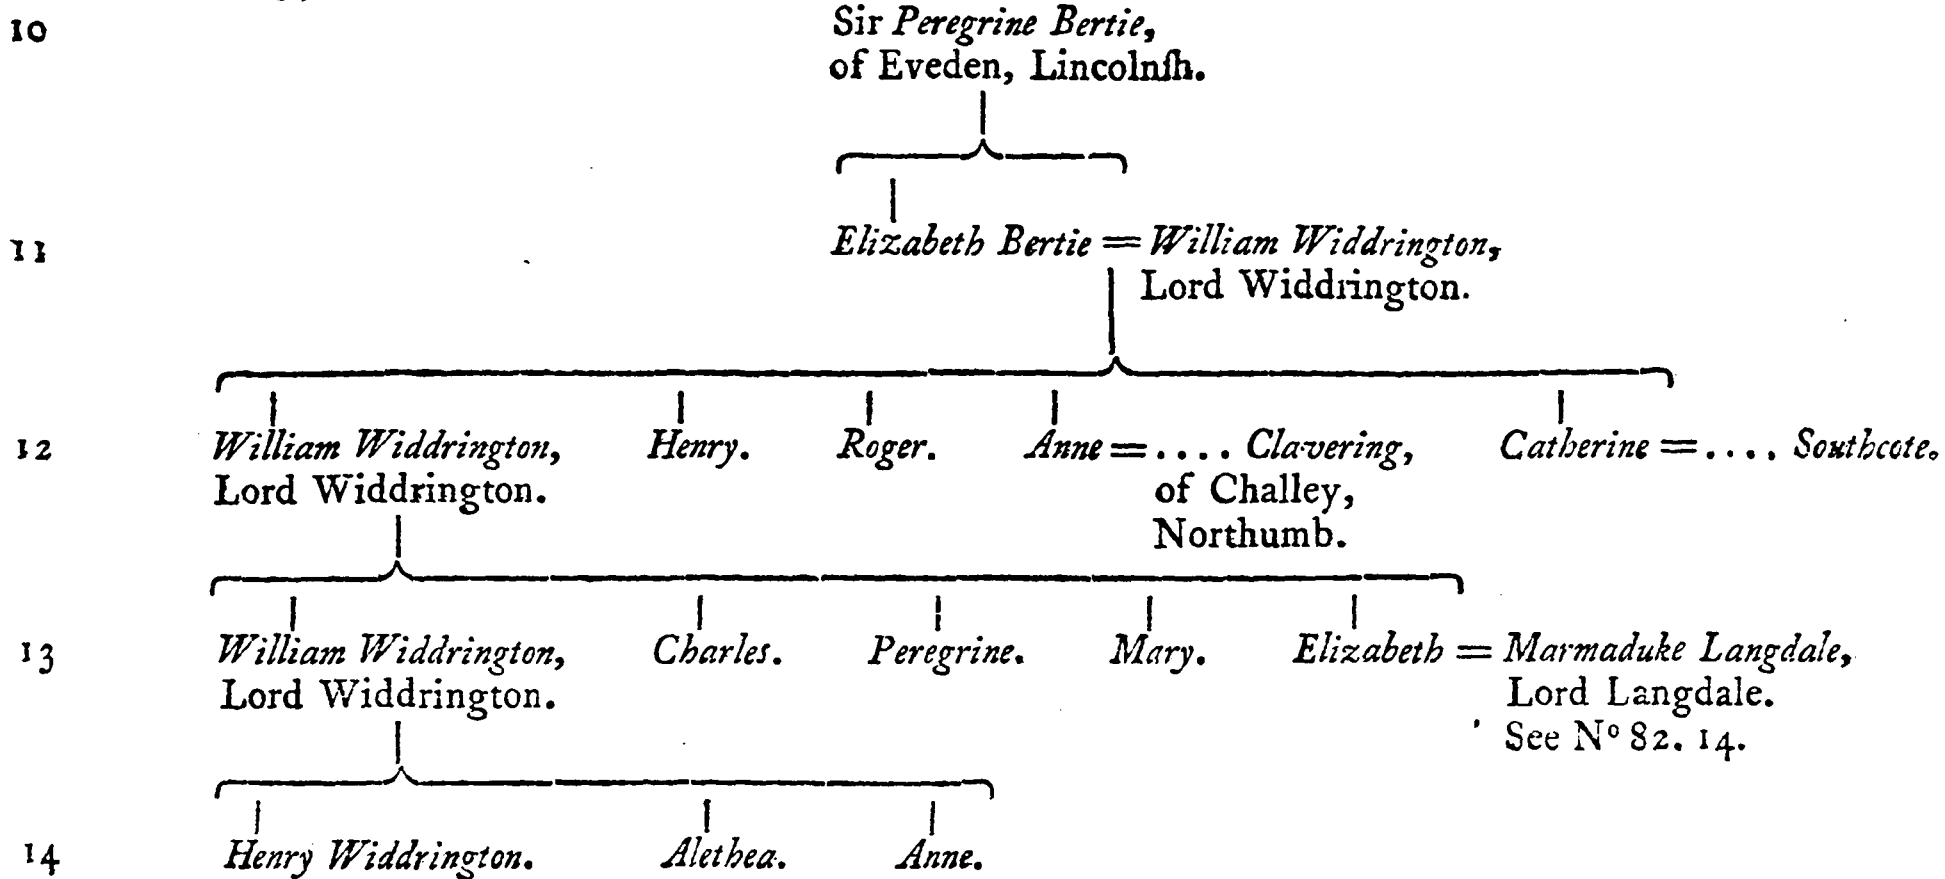 10 Sir Peregrine Bertie,
of Eveden, Lincolnſh.
11 Elizabeth Bertie = William Widdrington,
Lord Widdrington.
12 William Widdrington, Henry. Roger. Anne = .... Clavering, Catherine = .... Southcote.
Lord Widdrington. of Challey,
Northumb.
13 William Widdrington, Charles. Peregrine. Mary. Elizabeth = Marmaduke Langdale,
Lord Widdrington. Lord Langdale.
See No 82. 14.
14 Henry Widdrington. Alethea. Anne.